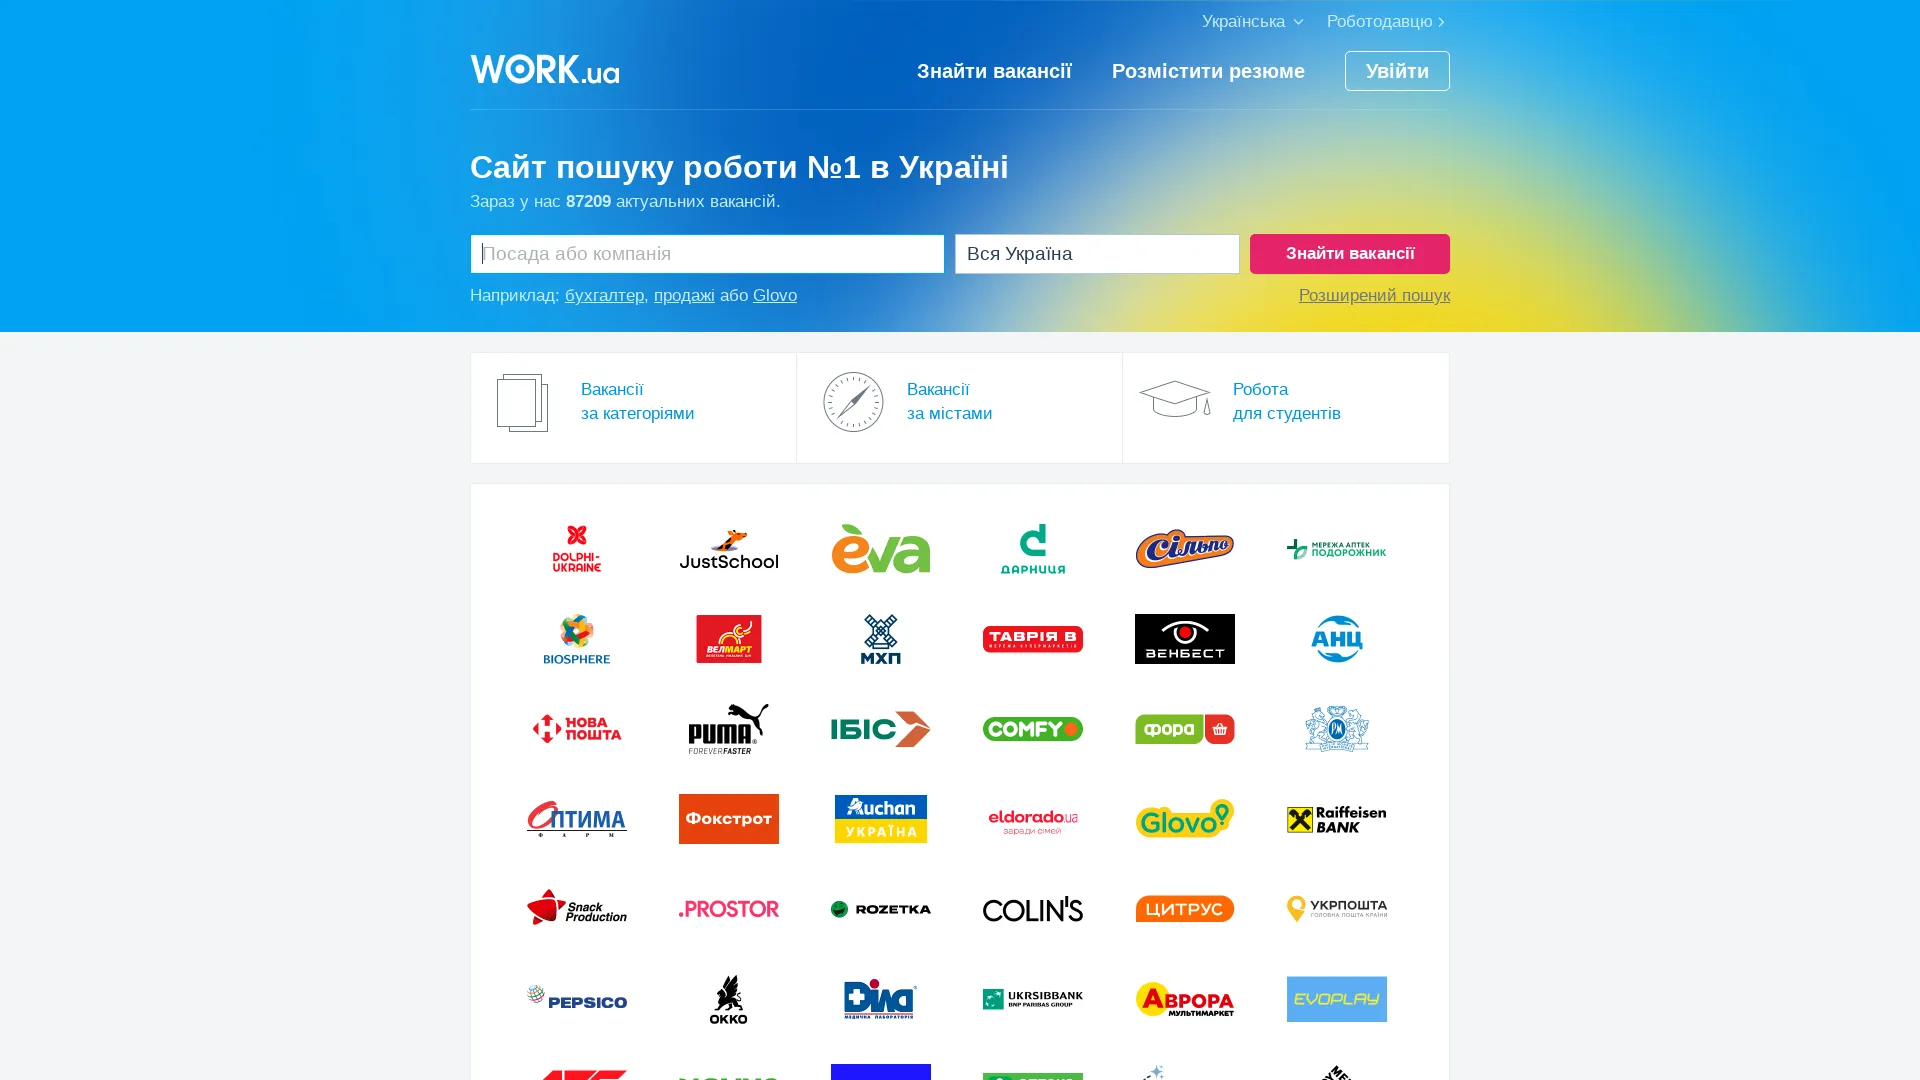 Українська
Роботодавцю
WORK.ua
Знайти вакансії
Розмістити резюме
Увійти
Сайт пошуку роботи №1 в Україні
Зараз у нас 87209 актуальних вакансій.
Посада або компанія
Вся Україна
Знайти вакансії
Наприклад: бухгалтер, продажі або Glovo
Розширений пошук
Вакансії
за категоріями
Вакансії
за містами
Робота
для студентів
DOLPHI-
UKRAINE
JustSchool
eva
ДАРНИЦЯ
Сільпо
МЕРЕЖА АПТЕК
ПОДОРОЖНИК
BIOSPHERE
ВЕЛМАРТ
МХП
ТАВРІЯ В
МЕРЕЖА СУПЕРМАРКЕТІВ
ВЕНБЕСТ
АНЦ
НОВА
ПОШТА
PUMA
FOREVER FASTER
ІБІС
COMFY
фора
PM
ОПТИМА
ФАРМ
Фокстрот
Auchan
УКРАЇНА
eldorado.ua
заради сімей
Glovo
Raiffeisen
BANK
Snack
Production
.PROSTOR
ROZETKA
COLIN'S
ЦИТРУС
УКРПОШТА
ГОЛОВНА ПОШТА КРАЇНИ
PEPSICO
OKKO
Діла
МЕДИЧНА ЛАБОРАТОРІЯ
UKRSIBBANK
BNP PARIBAS GROUP
АВРОРА
МУЛЬТИМАРКЕТ
EVOPLAY